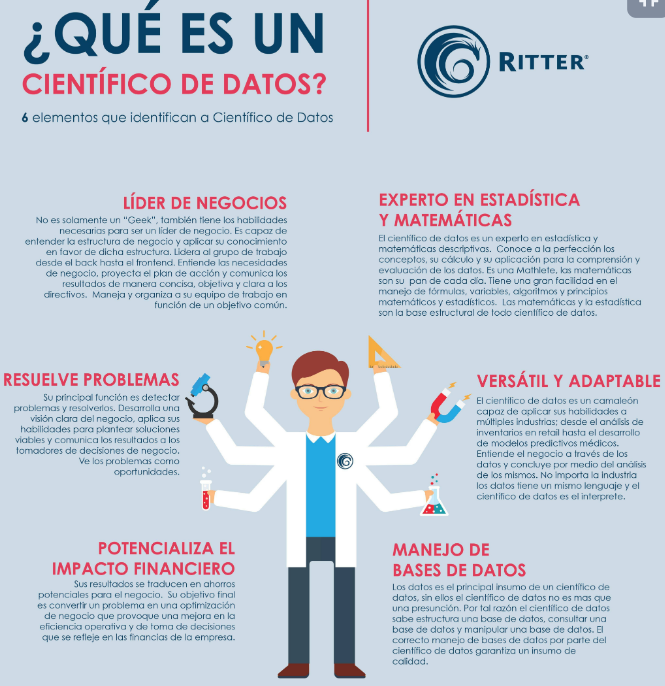 ¿QUÉ ES UN
CIENTÍFICO DE DATOS?
6 elementos que identifican a Científico de Datos
RITTER®
LÍDER DE NEGOCIOS
No es solamente un “Geek”, también tiene los habilidades
necesarias para ser un líder de negocio. Es capaz de
entender la estructura de negocio y aplicar su conocimiento
en favor de dicha estructura. Lidera al grupo de trabajo
desde el back hasta el frontend. Entiende las necesidades
de negocio, proyecta el plan de acción y comunica los
resultados de manera concisa, objetiva y clara a los
directivos. Maneja y organiza a su equipo de trabajo en
función de un objetivo común.
EXPERTO EN ESTADÍSTICA
Y MATEMÁTICAS
El científico de datos es un experto en estadística y
matemáticas descriptivas. Conoce a la perfección los
conceptos, su cálculo y su aplicación para la comprensión y
evaluación de los datos. Es una Mathlete, las matemáticas
son su pan de cada día. Tiene una gran facilidad en el
manejo de fórmulas, variables, algoritmos y principios
matemáticos y estadísticos. Las matemáticas y la estadística
son la base estructural de todo científico de datos.
RESUELVE PROBLEMAS
Su principal función es detectar
problemas y resolverlos. Desarrolla una
visión clara del negocio, aplica sus
habilidades para plantear soluciones
viables y comunica los resultados a los
tomadores de decisiones de negocio.
Ve los problemas como
oportunidades.
VERSÁTIL Y ADAPTABLE
El científico de datos es un camaleón
capaz de aplicar sus habilidades a
múltiples industrias; desde el análisis de
inventarios en retail hasta el desarrollo
de modelos predictivos médicos.
Entiende el negocio a través de los
datos y concluye por medio del análisis
de los mismos. No importa la industria
los datos tiene un mismo lenguaje y el
científico de datos es el interprete.
POTENCIALIZA EL
IMPACTO FINANCIERO
Sus resultados se traducen en ahorros
potenciales para el negocio. Su objetivo final
es convertir un problema en una optimización
de negocio que provoque una mejora en la
eficiencia operativa y de toma de decisiones
que se refleje en las financias de la empresa.
MANEJO DE
BASES DE DATOS
Los datos es el principal insumo de un científico de
datos, sin ellos el científico de datos no es mas que
una presunción. Por tal razón el científico de datos
sabe estructura una base de datos, consultar una
base de datos y manipular una base de datos. El
correcto manejo de bases de datos por parte del
científico de datos garantiza un insumo de
calidad.